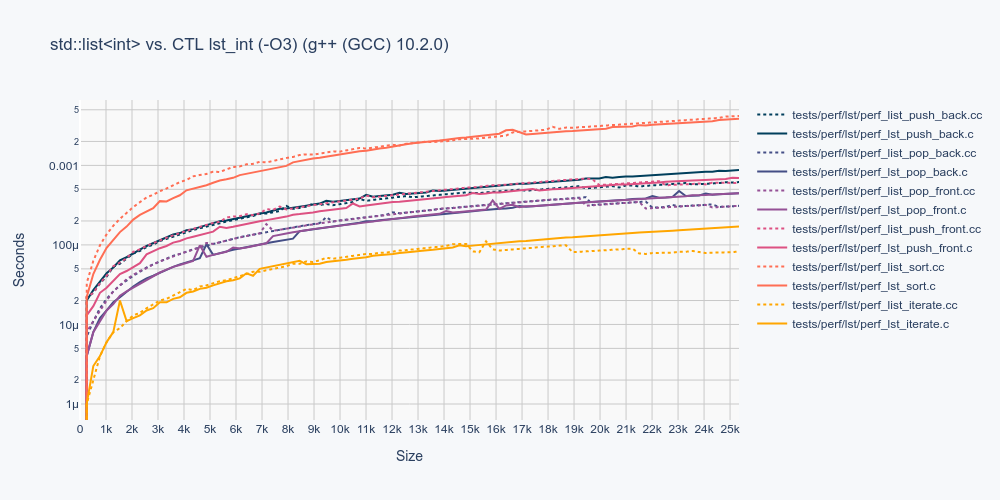 std::list<int> vs. CTL lst_int (-O3) (g++ (GCC) 10.2.0)
5
2
0.001
5
2
100μ
5
2
10μ
5
2
1μ
Seconds
0 1k 2k 3k 4k 5k 6k 7k 8k 9k 10k 11k 12k 13k 14k 15k 16k 17k 18k 19k 20k 21k 22k 23k 24k 25k
Size
tests/perf/lst/perf_list_push_back.cc
tests/perf/lst/perf_lst_push_back.c
tests/perf/lst/perf_list_pop_back.cc
tests/perf/lst/perf_lst_pop_back.c
tests/perf/lst/perf_list_pop_front.cc
tests/perf/lst/perf_lst_pop_front.c
tests/perf/lst/perf_list_push_front.cc
tests/perf/lst/perf_lst_push_front.c
tests/perf/lst/perf_list_sort.cc
tests/perf/lst/perf_lst_sort.c
tests/perf/lst/perf_list_iterate.cc
tests/perf/lst/perf_lst_iterate.c